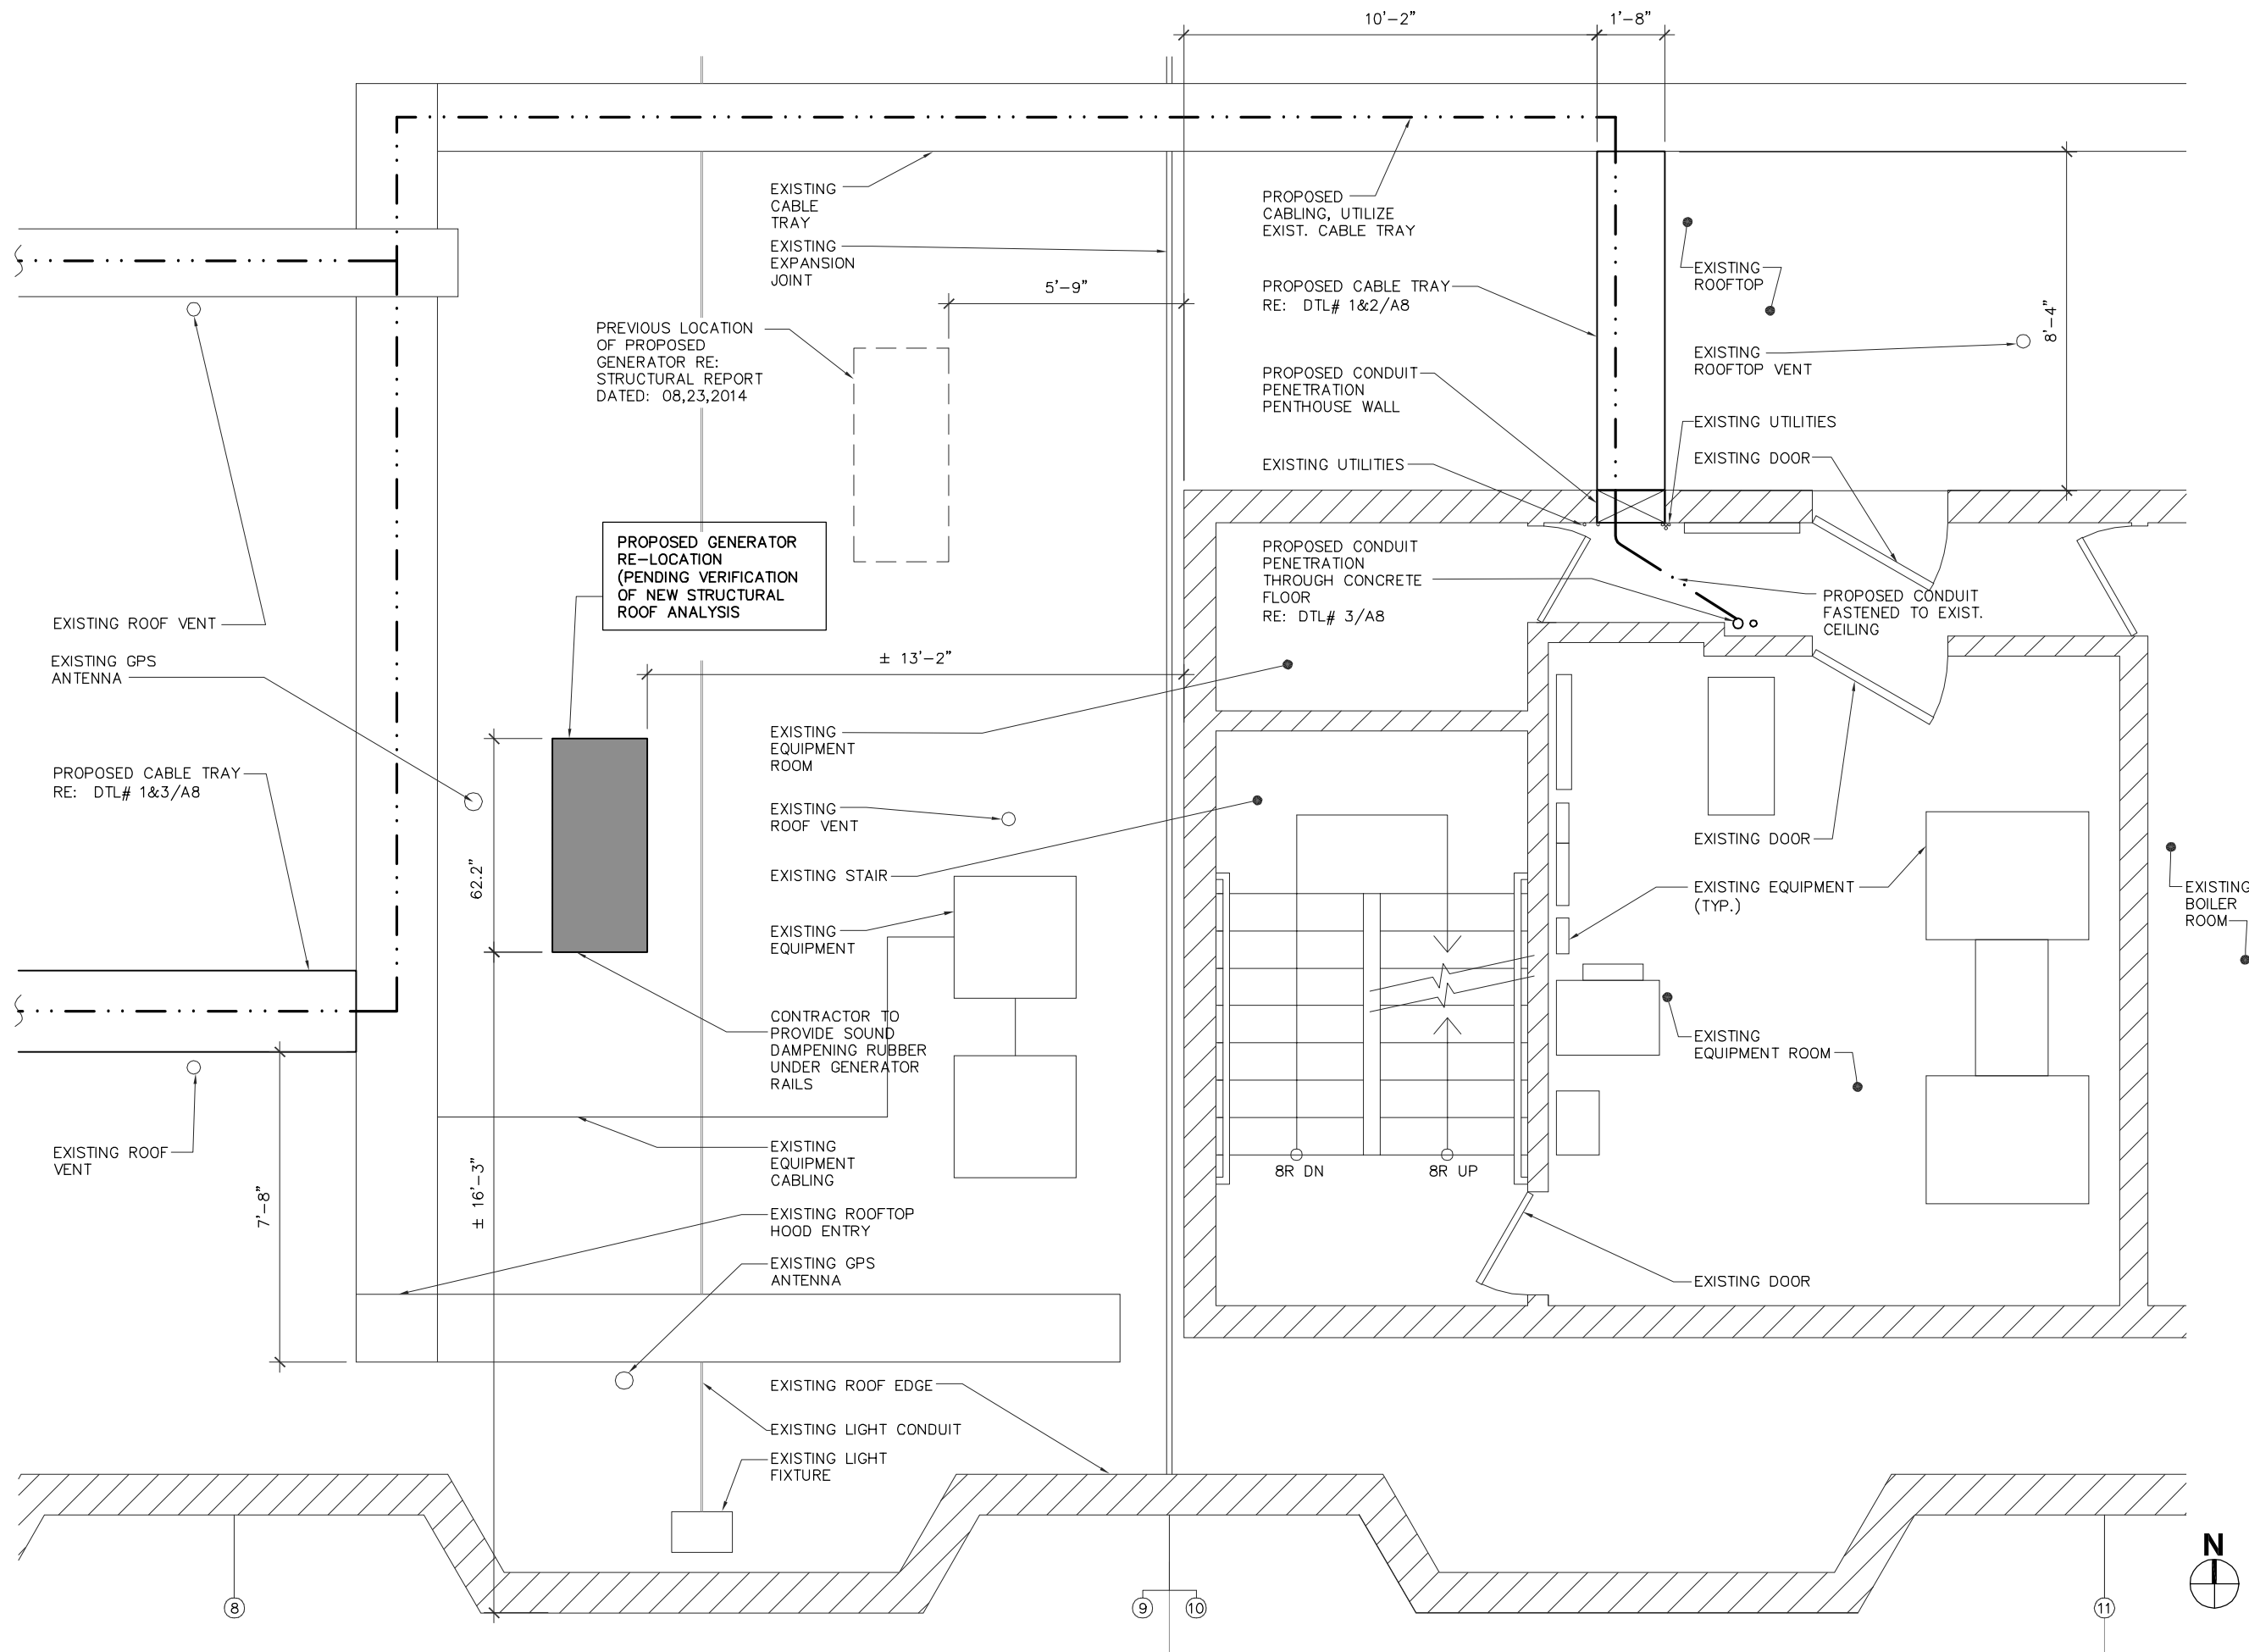 10'-2"
1'-8"
EXISTING
CABLE
TRAY
EXISTING
EXPANSION
JOINT
5'-9"
PREVIOUS LOCATION
OF PROPOSED
GENERATOR RE:
STRUCTURAL REPORT
DATED: 08,23,2014
PROPOSED
CABLING, UTILIZE
EXIST. CABLE TRAY
PROPOSED CABLE TRAY
RE: DTL# 1&2/A8
PROPOSED CONDUIT
PENETRATION
PENTHOUSE WALL
EXISTING UTILITIES
EXISTING
ROOFTOP
EXISTING
ROOFTOP VENT
8'-4"
EXISTING UTILITIES
EXISTING DOOR
PROPOSED GENERATOR
RE-LOCATION
(PENDING VERIFICATION
OF NEW STRUCTURAL
ROOF ANALYSIS
PROPOSED CONDUIT
PENETRATION
THROUGH CONCRETE
FLOOR
RE: DTL# 3/A8
PROPOSED CONDUIT
FASTENED TO EXIST.
CEILING
EXISTING ROOF VENT
EXISTING GPS
ANTENNA
± 13'-2"
PROPOSED CABLE TRAY
RE: DTL# 1&3/A8
62.2"
EXISTING
EQUIPMENT
ROOM
EXISTING
ROOF VENT
EXISTING STAIR
EXISTING
EQUIPMENT
CONTRACTOR TO
PROVIDE SOUND
DAMPENING RUBBER
UNDER GENERATOR
RAILS
EXISTING DOOR
EXISTING EQUIPMENT
(TYP.)
EXISTING
BOILER
ROOM
EXISTING
EQUIPMENT ROOM
EXISTING ROOF
VENT
7'-8"
± 16'-3"
EXISTING
EQUIPMENT
CABLING
8R DN
8R UP
EXISTING ROOFTOP
HOOD ENTRY
EXISTING GPS
ANTENNA
EXISTING DOOR
EXISTING ROOF EDGE
EXISTING LIGHT CONDUIT
EXISTING LIGHT
FIXTURE
N
8
9
10
11